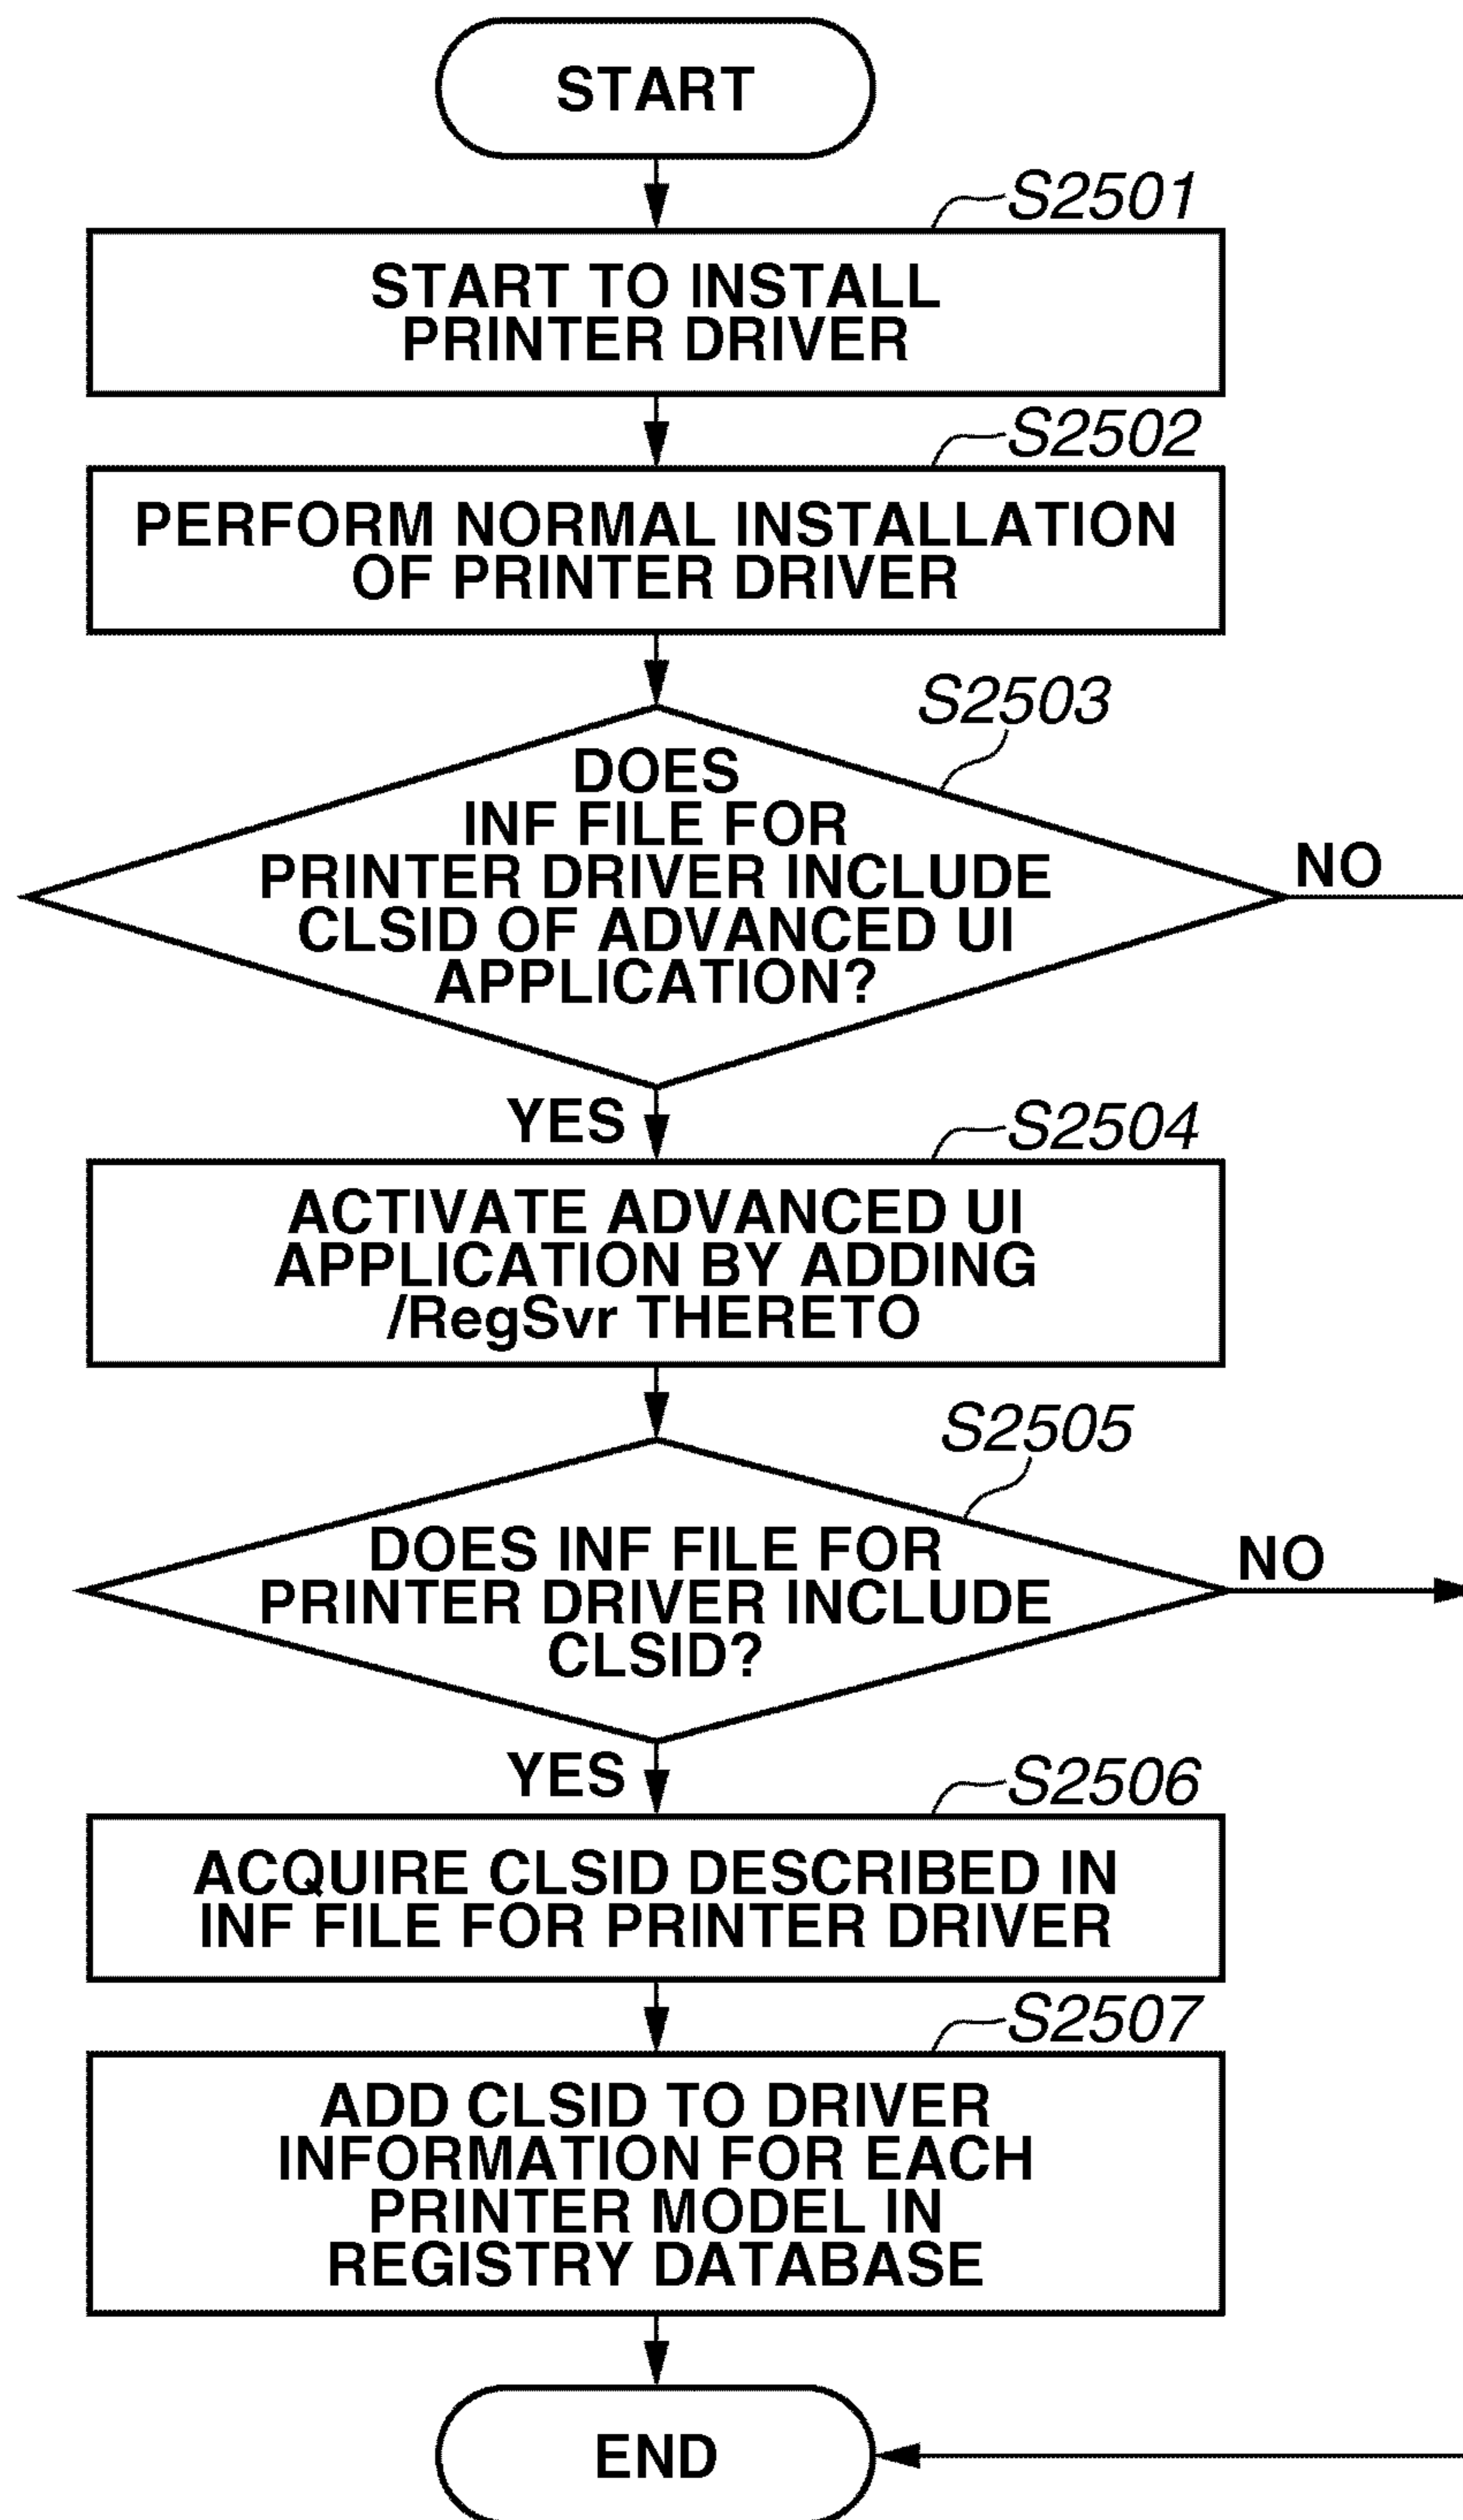 START
S2501
START TO INSTALL
PRINTER DRIVER
S2502
PERFORM NORMAL INSTALLATION
OF PRINTER DRIVER
S2503
DOES
INF FILE FOR
PRINTER DRIVER INCLUDE
CLSID OF ADVANCED UI
APPLICATION?
NO
YES
S2504
ACTIVATE ADVANCED UI
APPLICATION BY ADDING
/RegSvr THERETO
S2505
DOES INF FILE FOR
PRINTER DRIVER INCLUDE
CLSID?
NO
YES
S2506
ACQUIRE CLSID DESCRIBED IN
INF FILE FOR PRINTER DRIVER
S2507
ADD CLSID TO DRIVER
INFORMATION FOR EACH
PRINTER MODEL IN
REGISTRY DATABASE
END